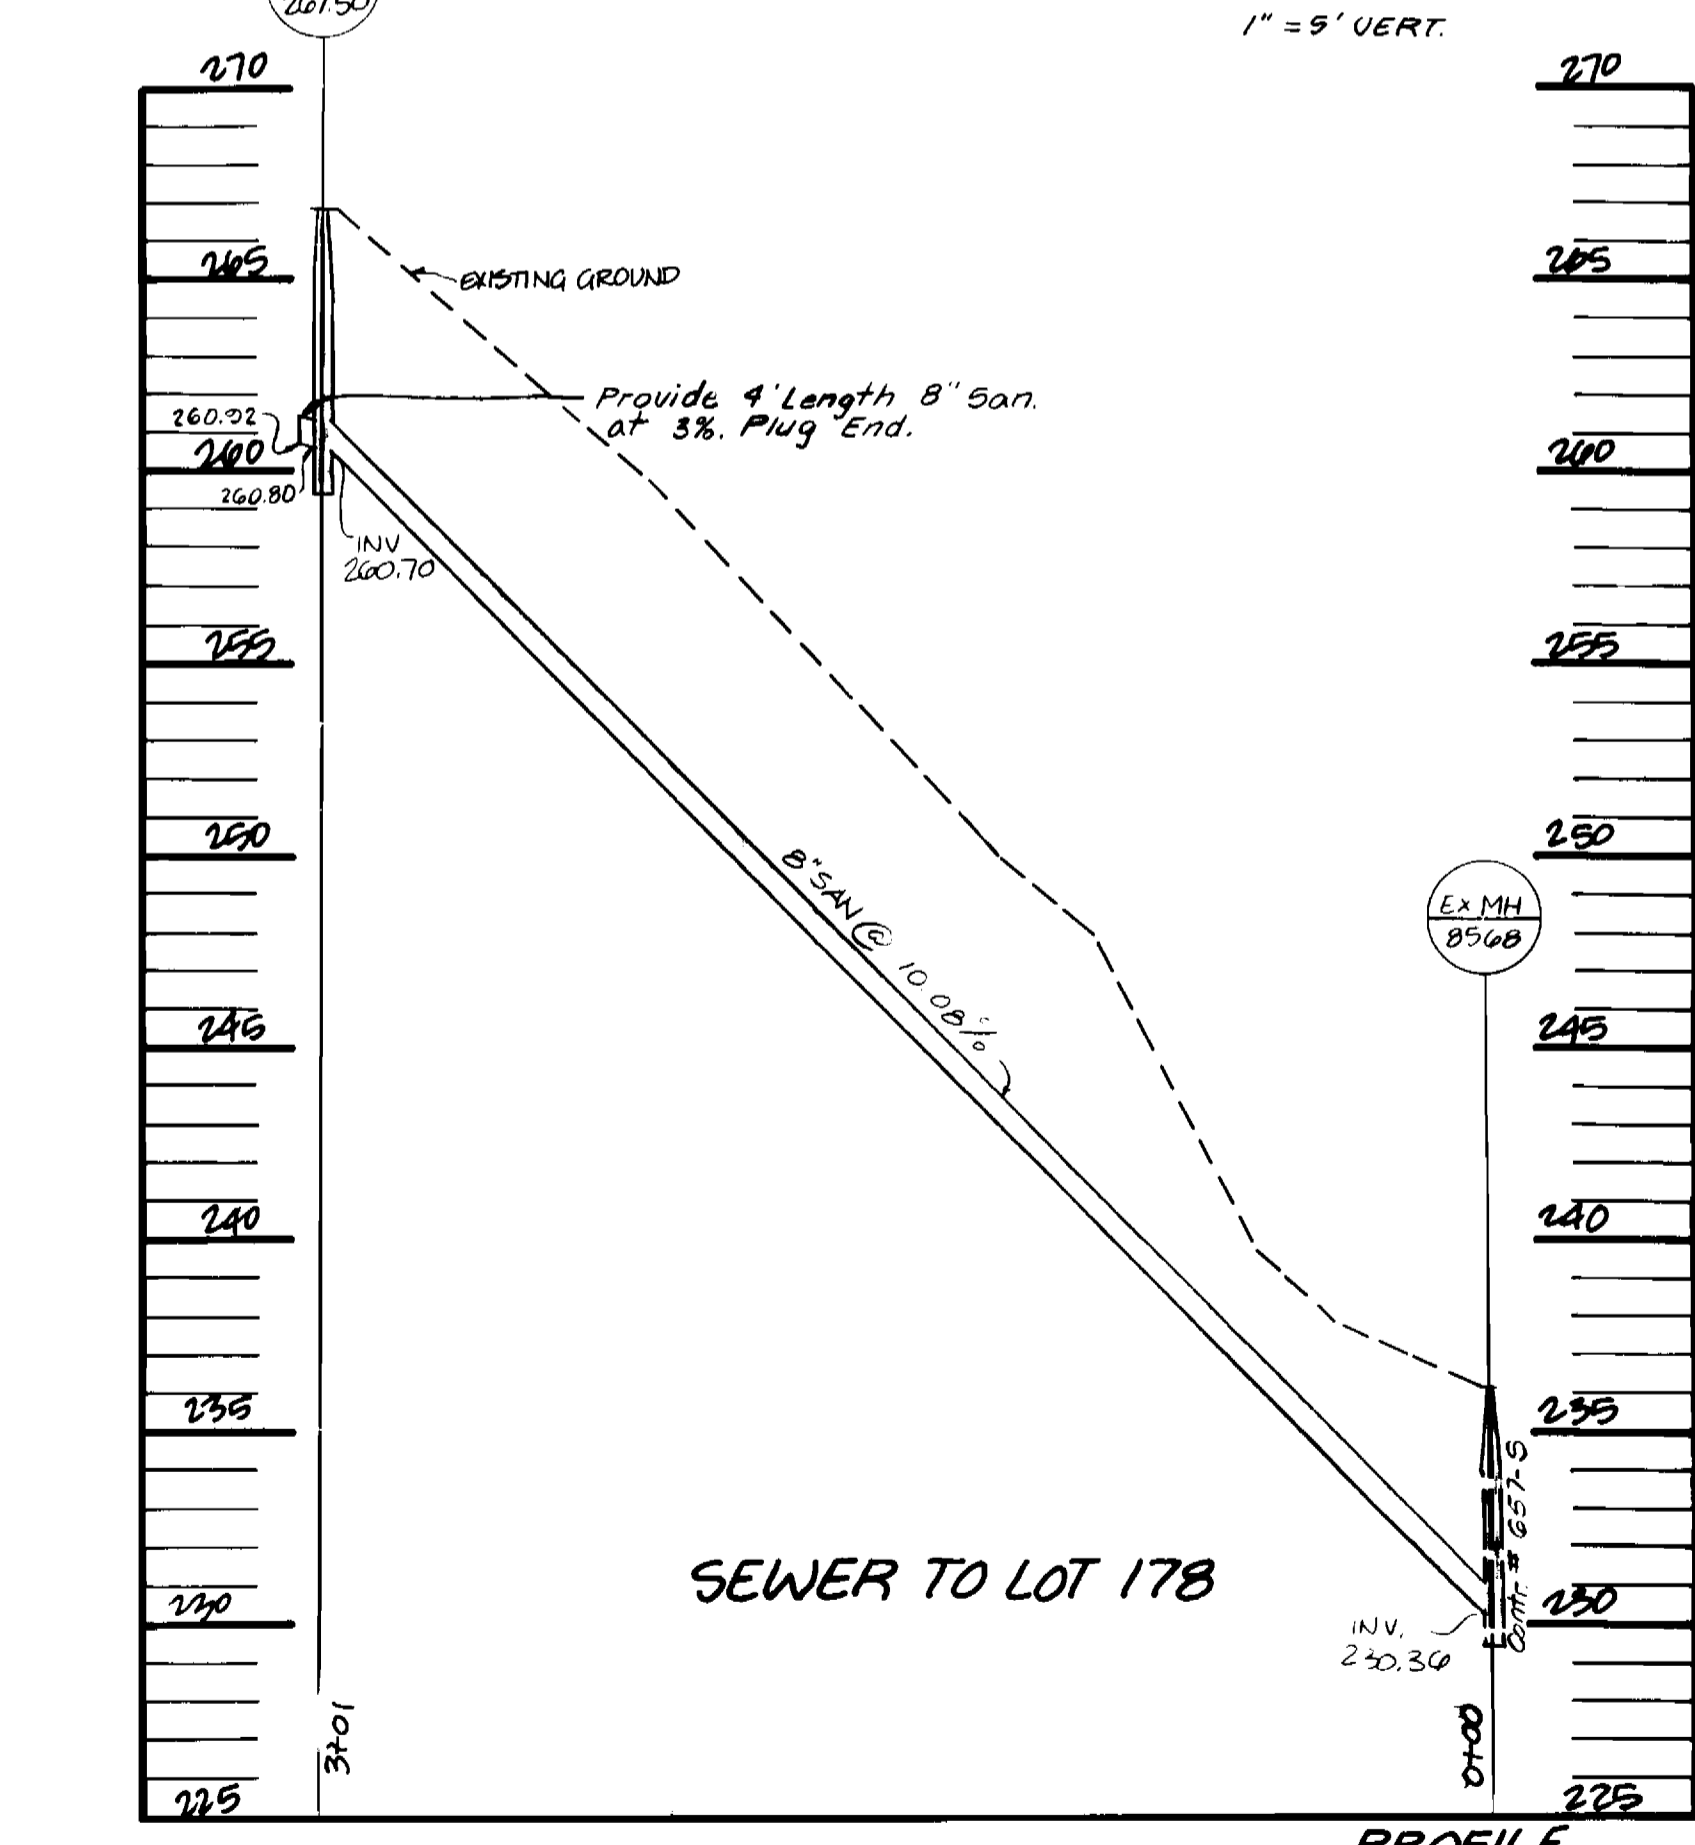 1" = 5' VERT.
270
270
265
265
EXISTING GROUND
Provide 4' Length 8" San.
at 3%. Plug End.
260.92
260
260
260.80
INV
260.70
255
255
250
250
8" SAN @ 10.08%
EX MH
8568
245
245
240
240
235
235
Contr. # 657-S
SEWER TO LOT 178
230
230
INV.
230.36
3+01
0+00
225
225